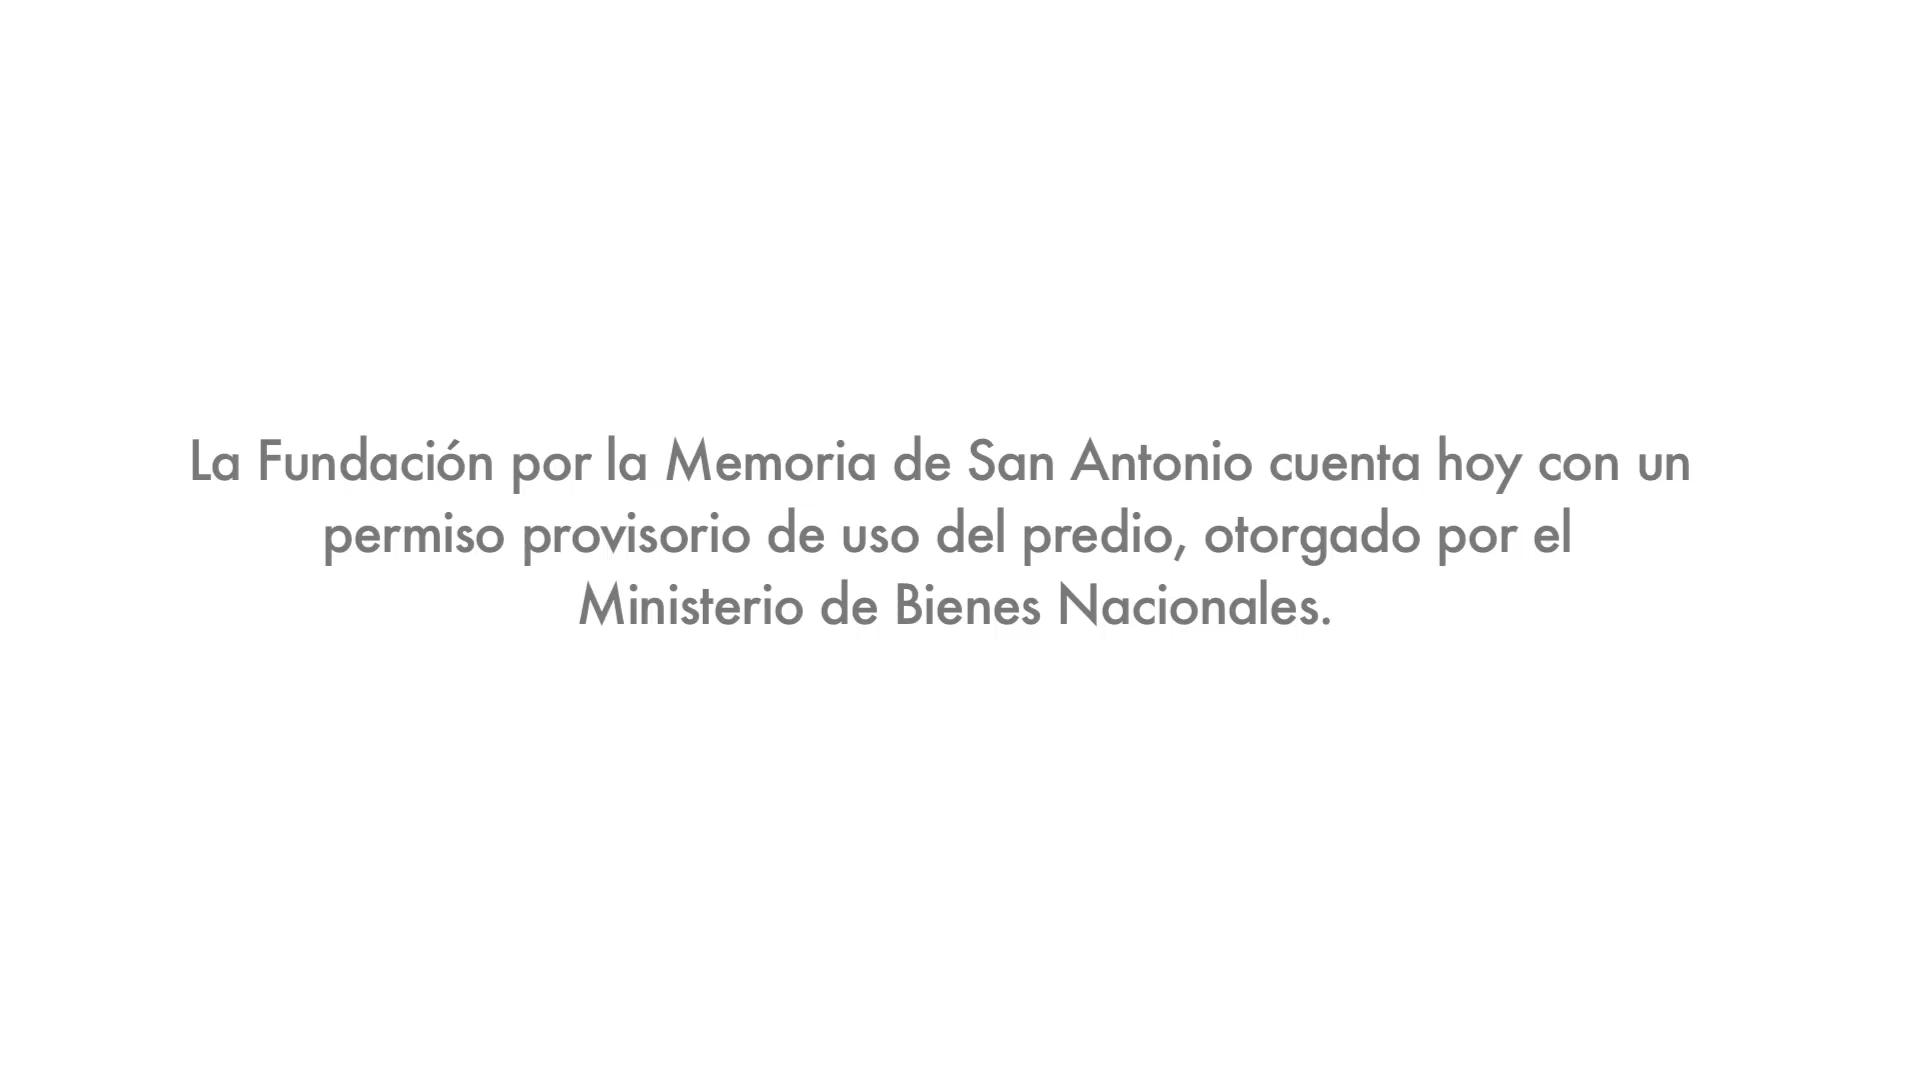 La Fundación por la Memoria de San Antonio cuenta hoy con un
permiso provisorio de uso del predio, otorgado por el
Ministerio de Bienes Nacionales.